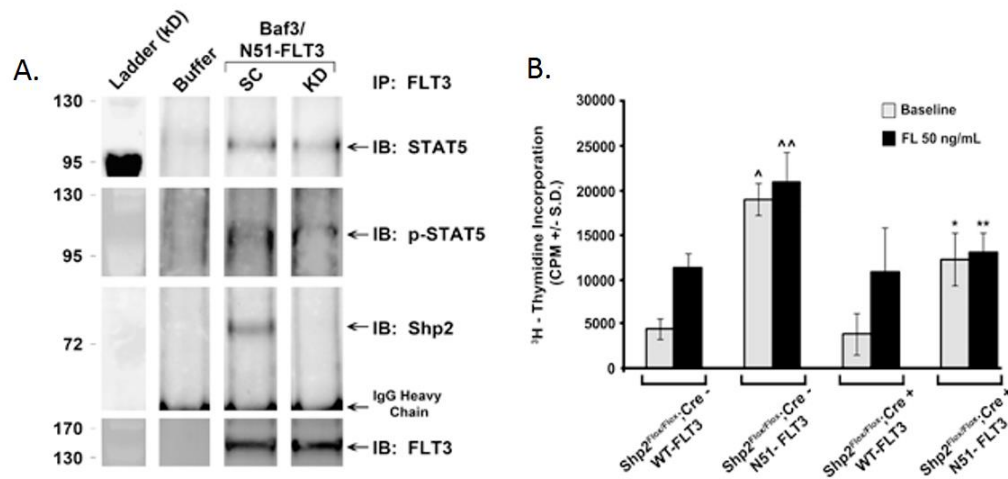 A.
Ladder (kD)
Buffer
Baf3/
N51-FLT3
SC
KD
IP: FLT3
130
95
IB: STAT5
130
95
IB: p-STAT5
72
IB: Shp2
IgG Heavy
Chain
170
130
IB: FLT3
B.
³H - Thymidine Incorporation
(CPM +/- S.D.)
30000
25000
20000
15000
10000
5000
0
Baseline
FL 50 ng/mL
^
^^
*
**
Shp2Flox/Flox;Cre -
WT-FLT3
Shp2Flox/Flox;Cre -
N51- FLT3
Shp2Flox/Flox;Cre +
WT-FLT3
Shp2Flox/Flox;Cre +
N51- FLT3